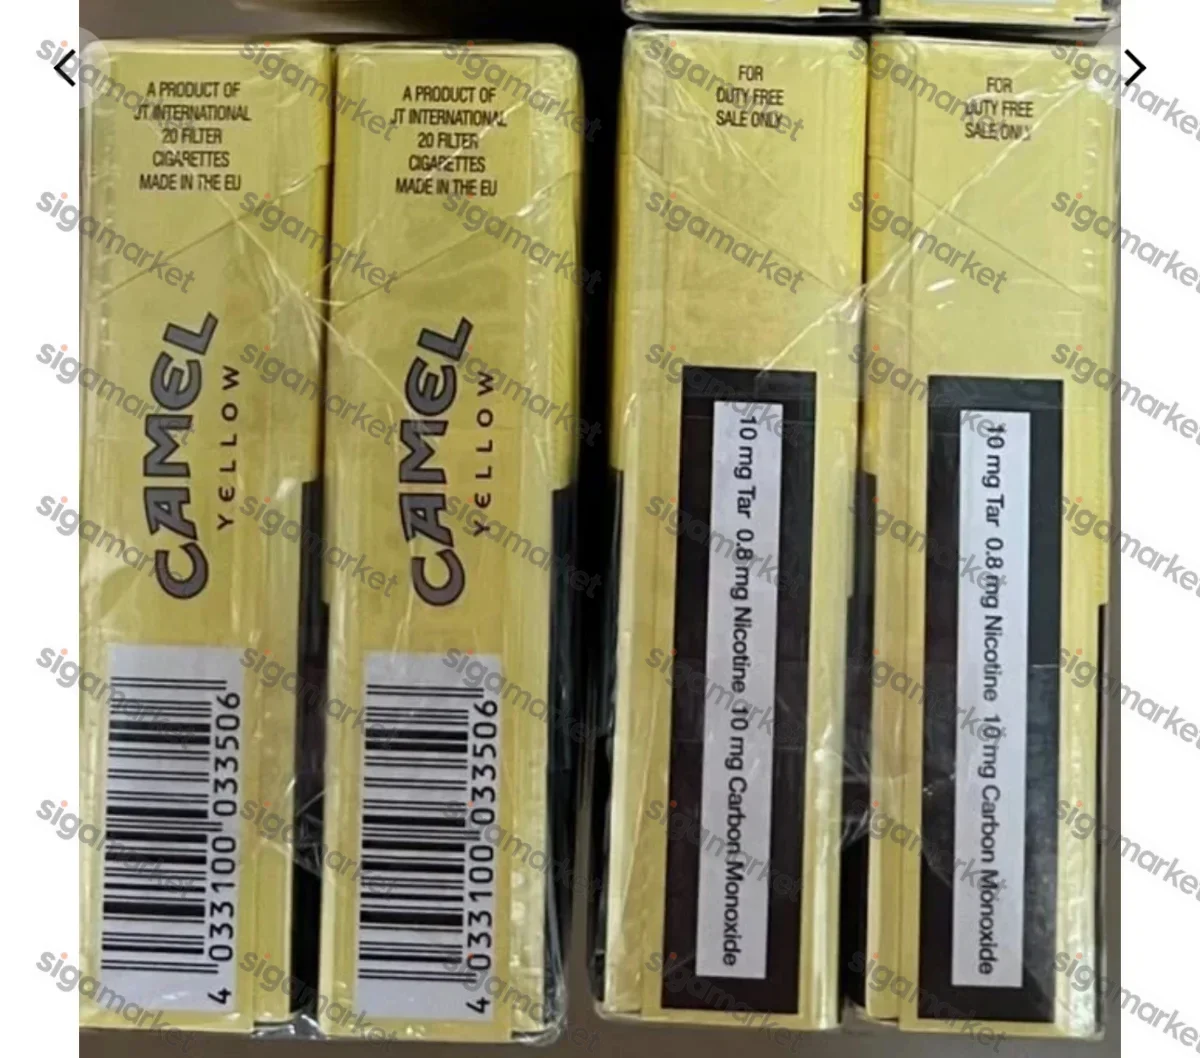 A PRODUCT OF
JT INTERNATIONAL
20 FILTER
CIGARETTES
MADE IN THE EU
CAMEL
YELLOW
4 033100 033506
A PRODUCT OF
JT INTERNATIONAL
20 FILTER
CIGARETTES
MADE IN THE EU
CAMEL
YELLOW
4 033100 033506
FOR
DUTY FREE
SALE ONLY
10 mg Tar 0.8 mg Nicotine 10 mg Carbon Monoxide
FOR
DUTY FREE
SALE ONLY
10 mg Tar 0.8 mg Nicotine 10 mg Carbon Monoxide
sigamarket